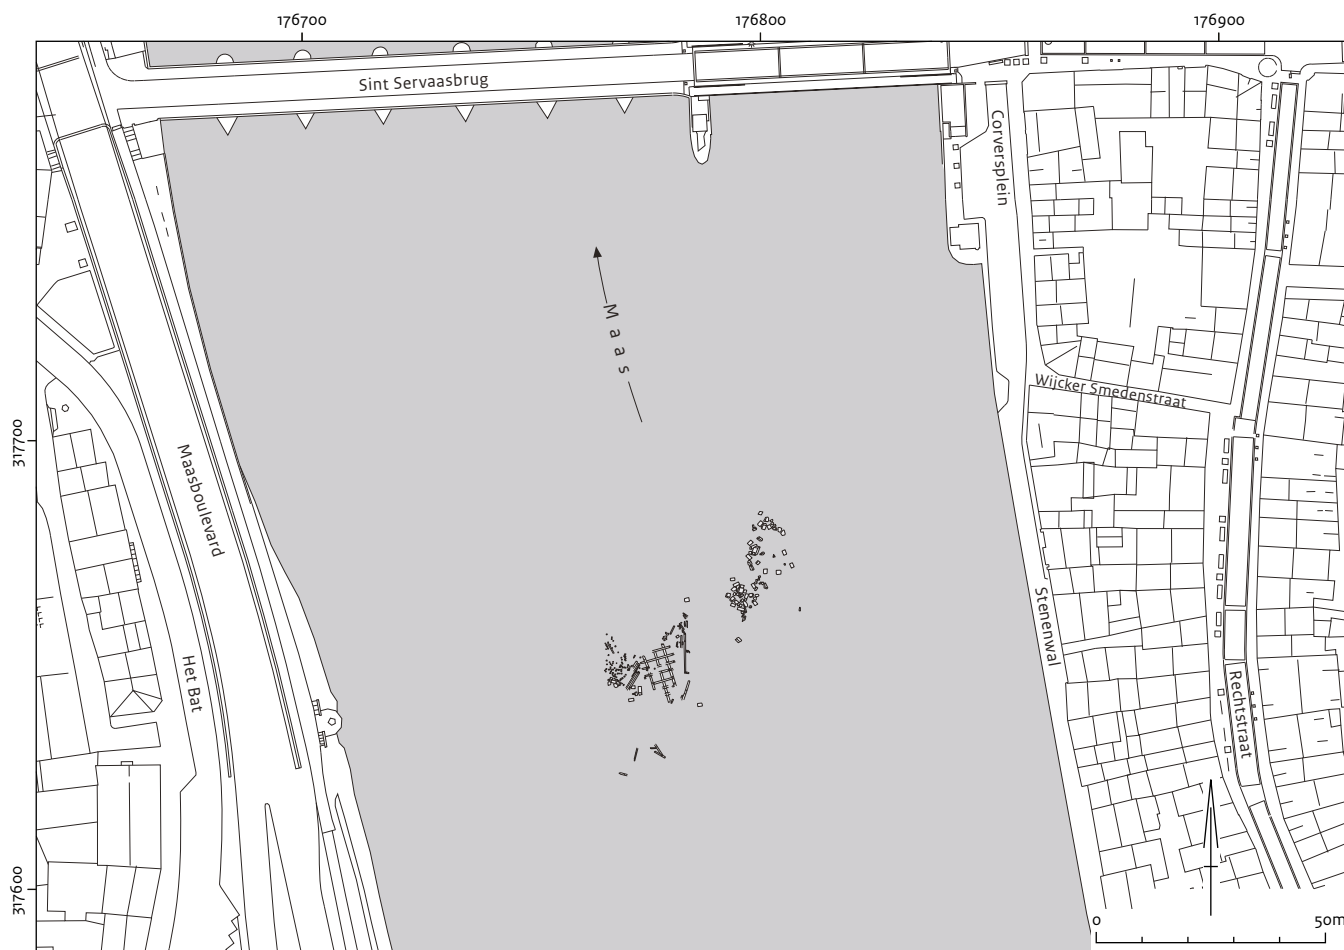 176700
176800
176900
Sint Servaasbrug
Corversplein
Maas
317700
Wijcker Smedenstraat
Maasboulevard
Stenenwal
Het Bat
Rechtstraat
317600
0
50m